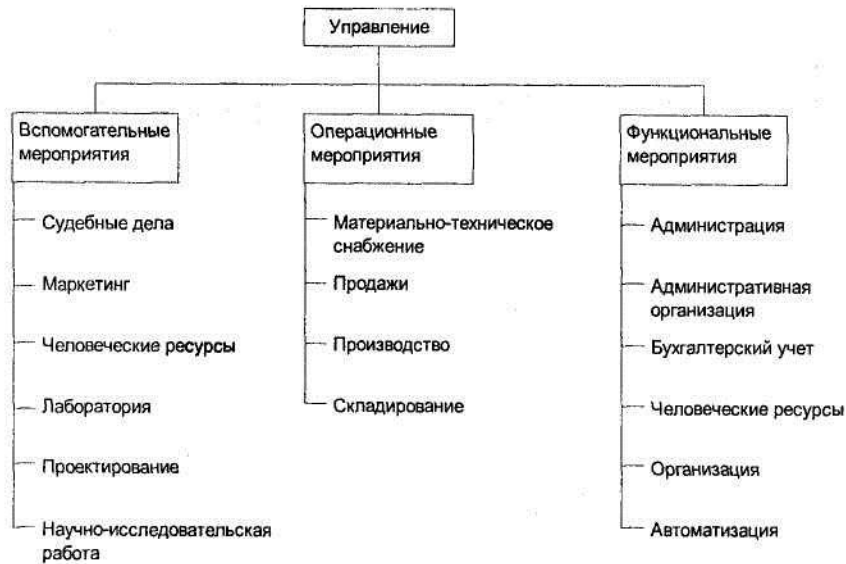 Управление
Вспомогательные
мероприятия
Судебные дела
Маркетинг
Человеческие ресурсы
Лаборатория
Проектирование
Научно-исследовательская
работа
Операционные
мероприятия
Материально-техническое
снабжение
Продажи
Производство
Складирование
Функциональные
мероприятия
Администрация
Административная
организация
Бухгалтерский учет
Человеческие ресурсы
Организация
Автоматизация